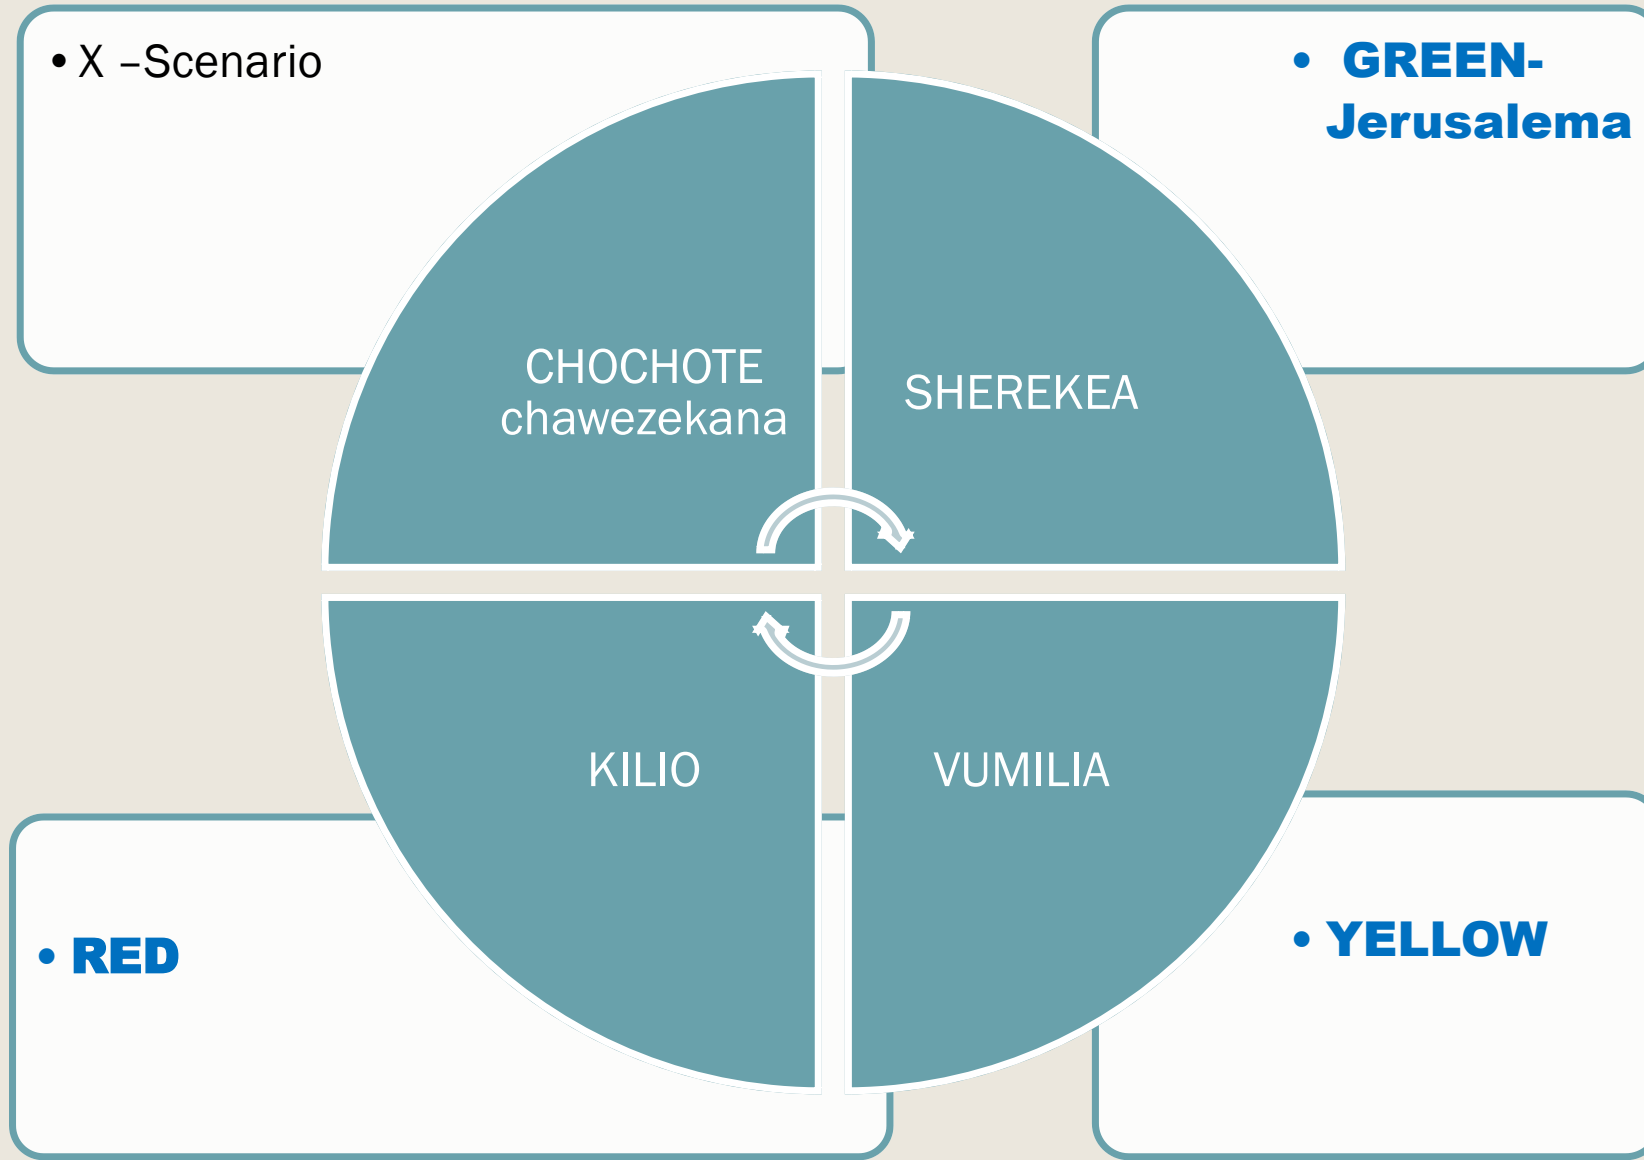 • X –Scenario
• GREEN-
Jerusalema
CHOCHOTE
chawezekana
SHEREKEA
KILIO
VUMILIA
• RED
• YELLOW